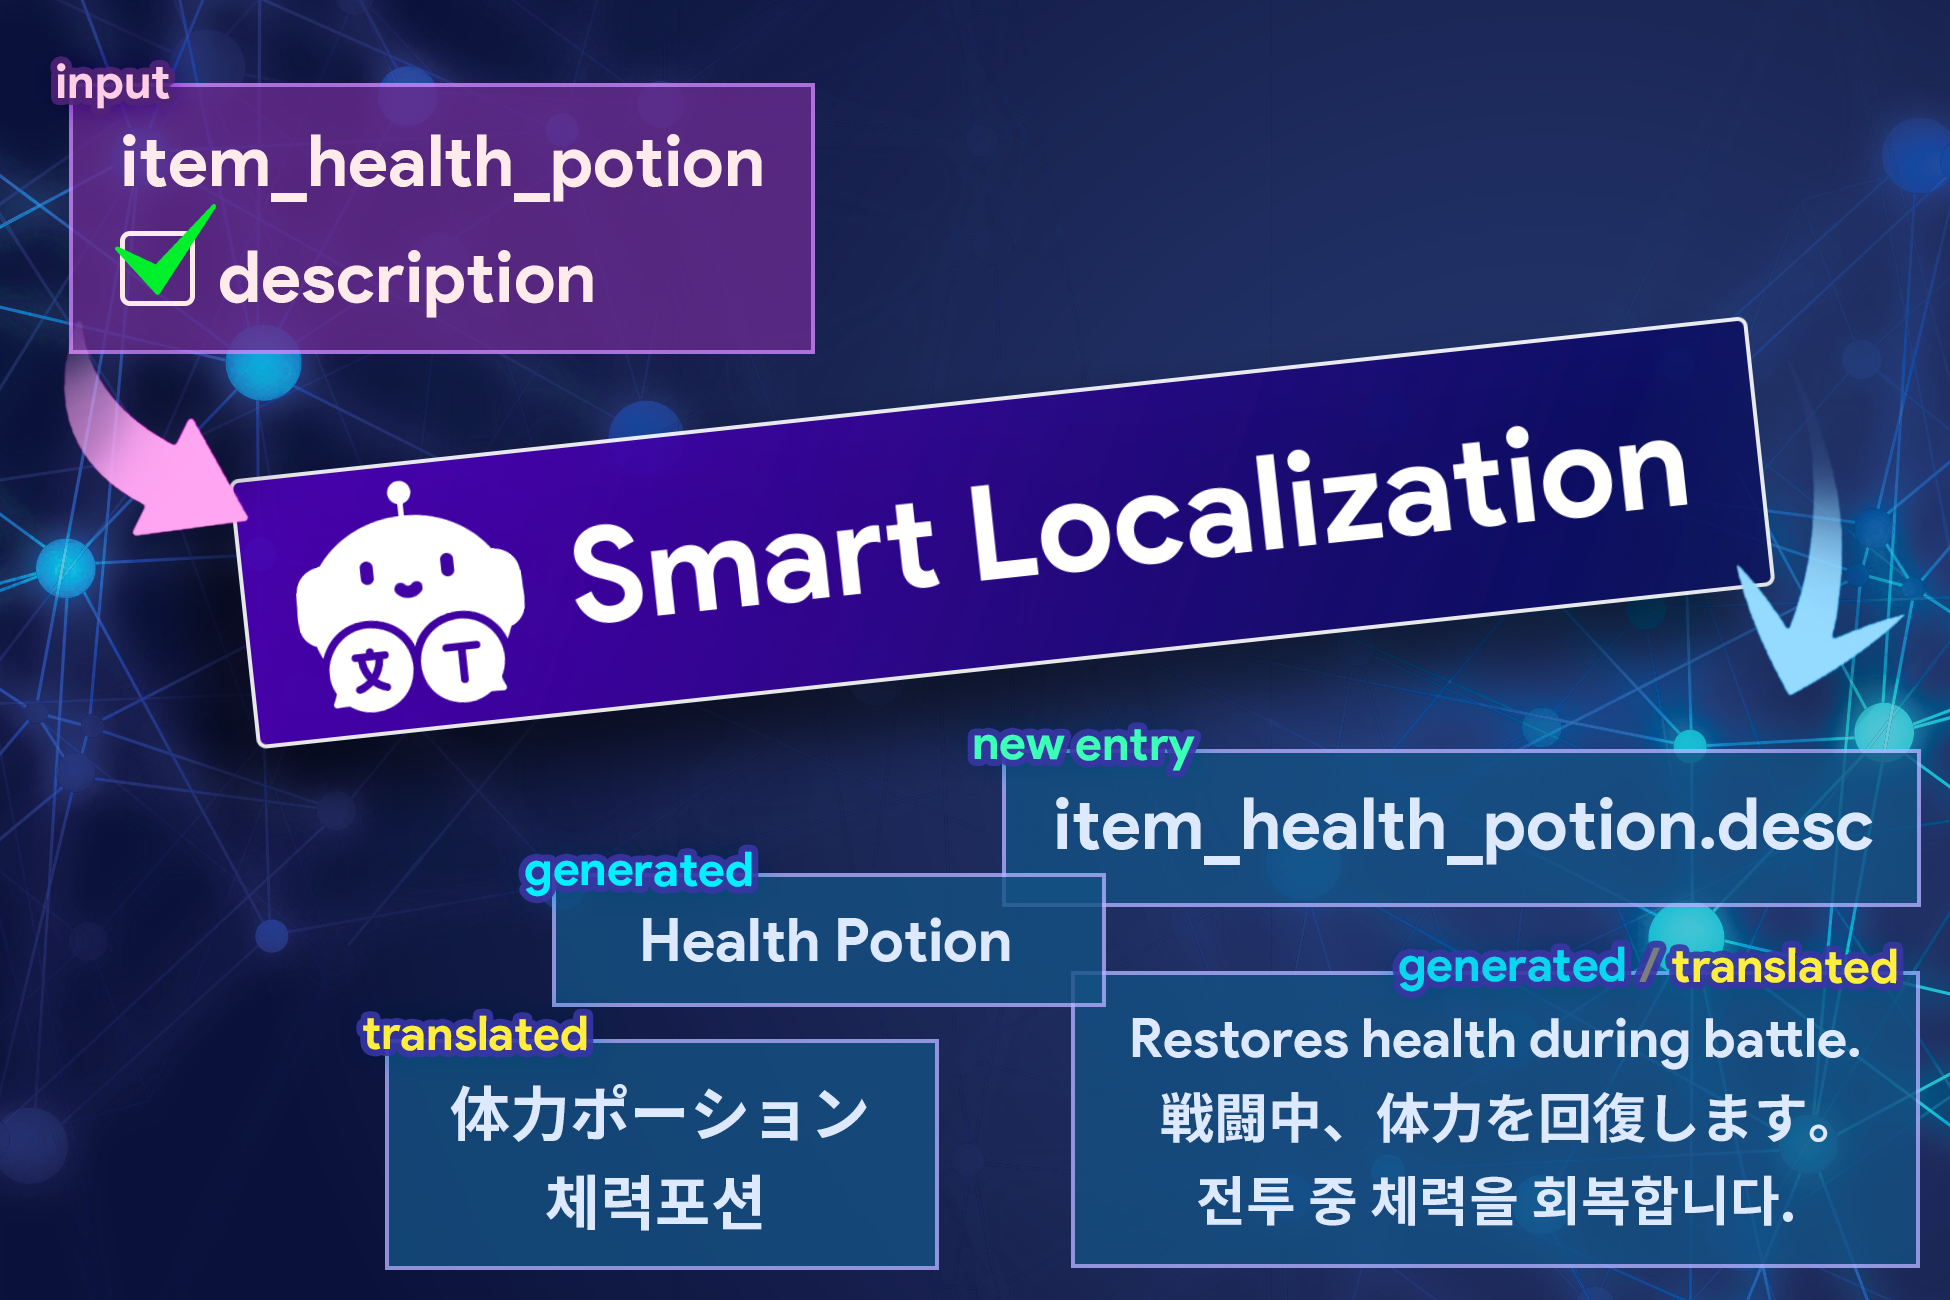 input
item_health_potion
description
Smart Localization
文 T
new entry
item_health_potion.desc
generated
Health Potion
translated
体力ポーション
체력포션
generated / translated
Restores health during battle.
戦闘中、体力を回復します。
전투 중 체력을 회복합니다.